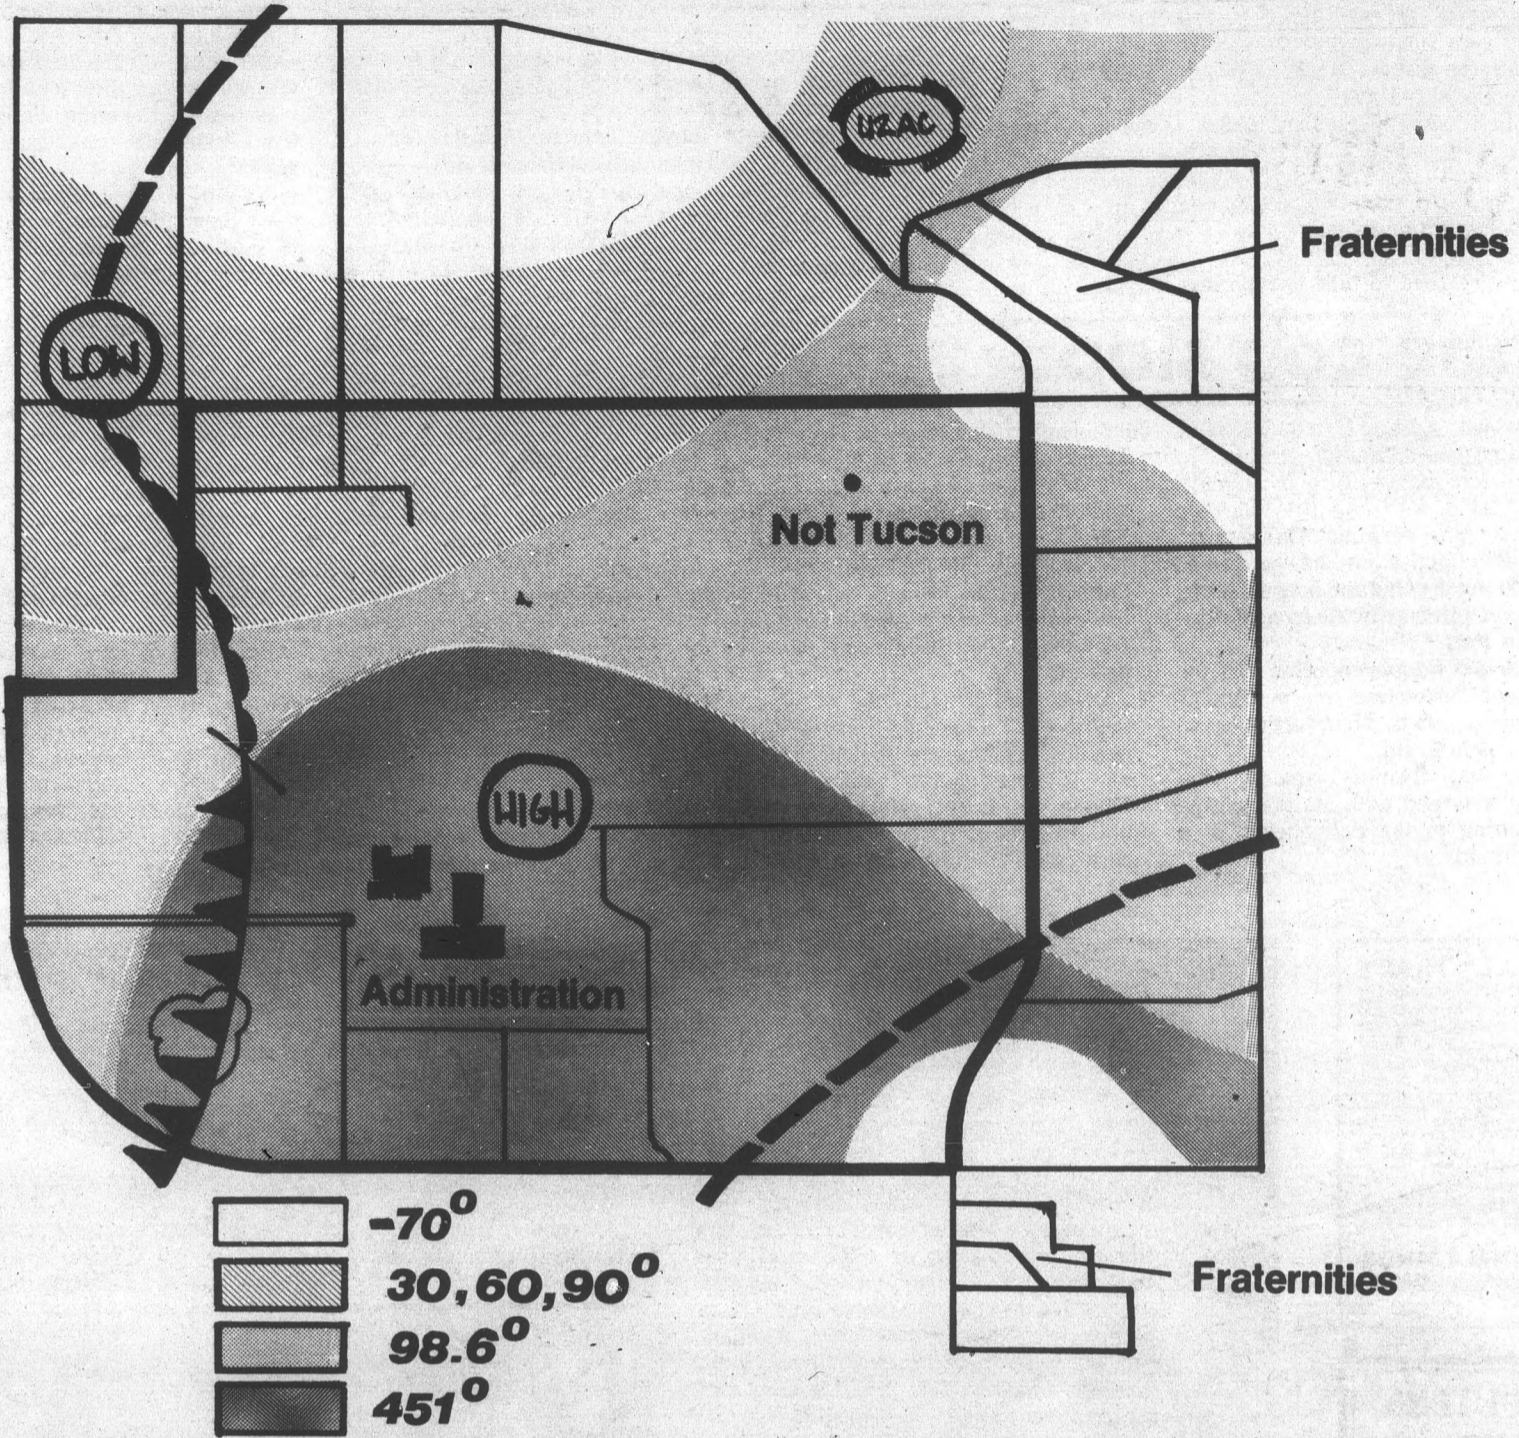 UZAC
Fraternities
LOW
Not Tucson
HIGH
Administration
-70°
30,60,90°
98.6°
451°
Fraternities